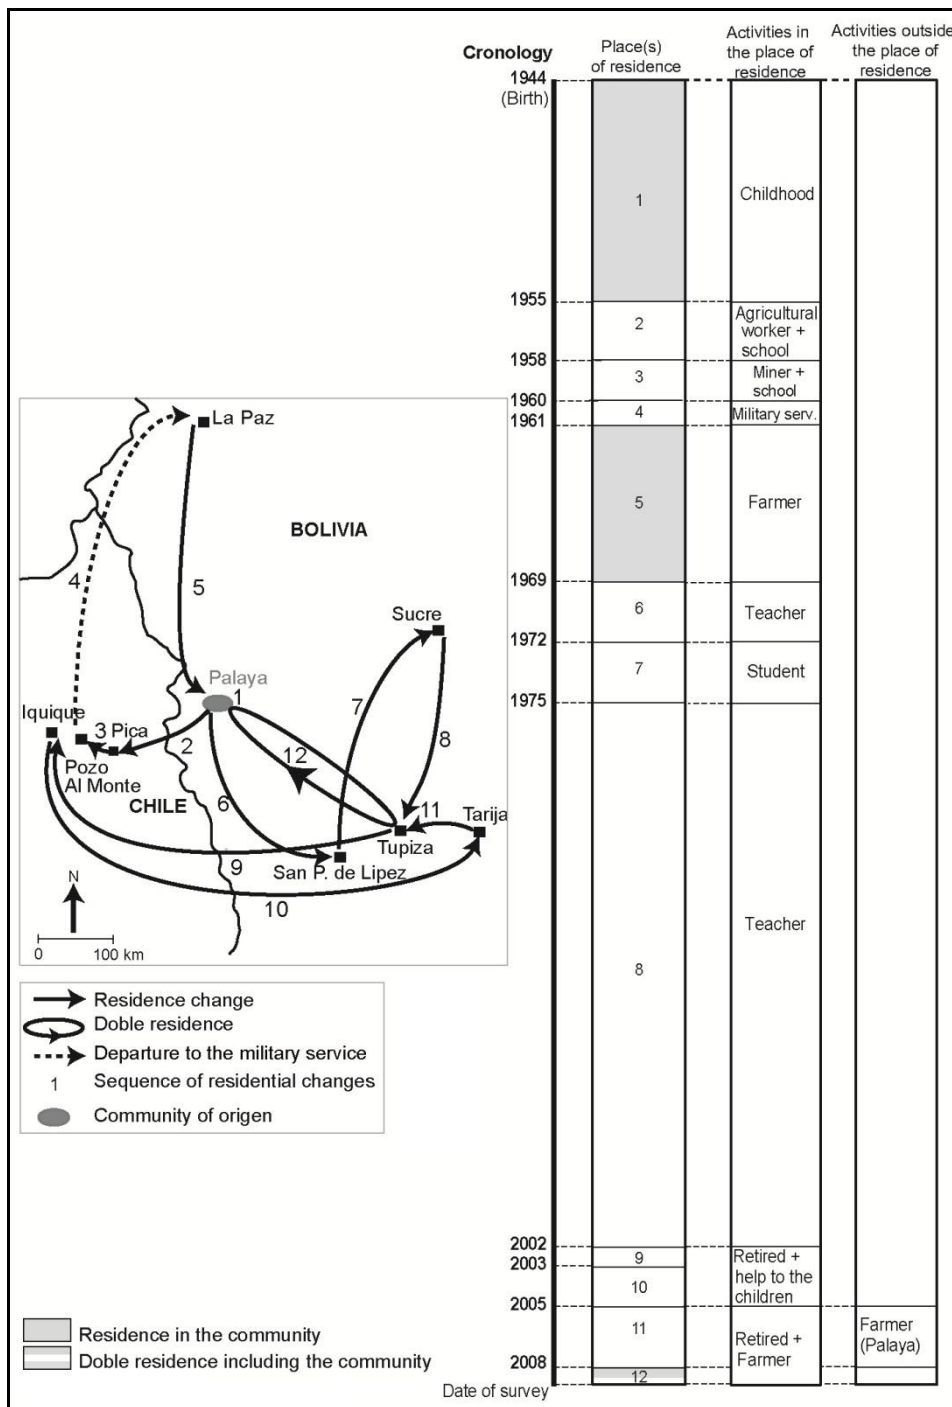 Cronology
Place(s)
of residence
Activities in
the place of
residence
Activities outside
the place of
residence
1944
(Birth)
1
Childhood
1955
2
Agricultural
worker +
school
1958
3
Miner +
school
1960
4
Military serv.
1961
5
Farmer
1969
6
Teacher
1972
7
Student
1975
8
Teacher
2002
9
Retired +
help to the
children
2003
10
2005
11
Retired +
Farmer
Farmer
(Palaya)
2008
12
Date of survey
La Paz
BOLIVIA
4
5
Sucre
Palaya
1
7
Iquique
3
Pica
2
8
12
Pozo
Al Monte
CHILE
6
11
Tarija
Tupiza
9
San P. de Lipez
10
N
0
100 km
Residence change
Doble residence
Departure to the military service
1
Sequence of residential changes
Community of origen
Residence in the community
Doble residence including the community